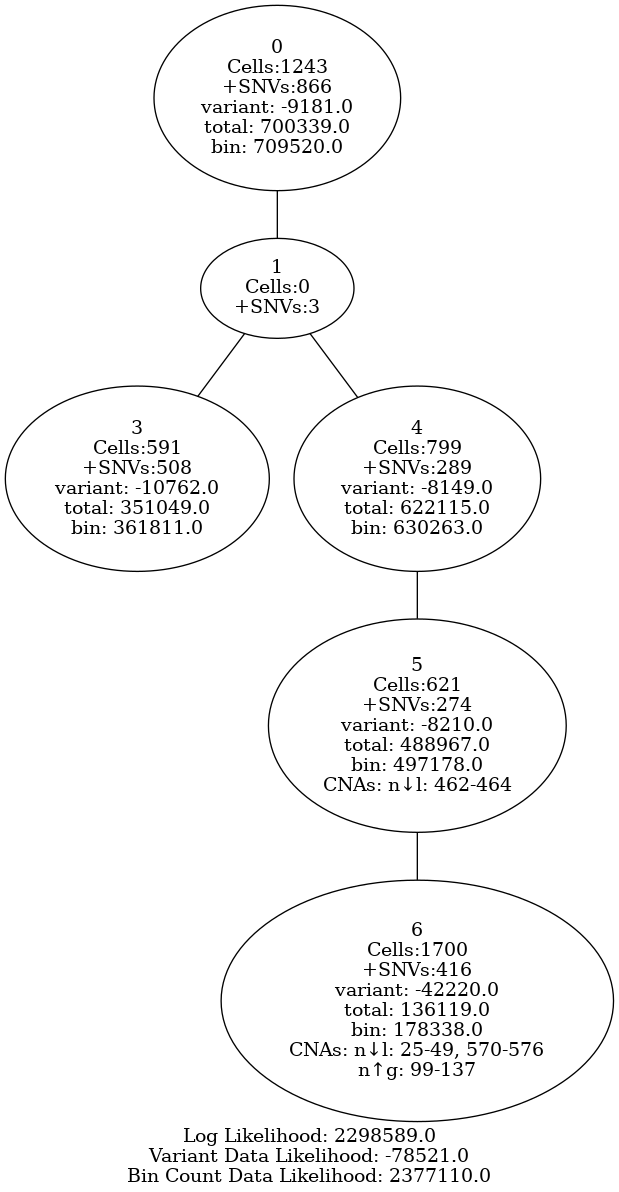 0
Cells:1243
+SNVs:866
variant: -9181.0
total: 700339.0
bin: 709520.0
1
Cells:0
+SNVs:3
3
Cells:591
+SNVs:508
variant: -10762.0
total: 351049.0
bin: 361811.0
4
Cells:799
+SNVs:289
variant: -8149.0
total: 622115.0
bin: 630263.0
5
Cells:621
+SNVs:274
variant: -8210.0
total: 488967.0
bin: 497178.0
CNAs: n↓l: 462-464
6
Cells:1700
+SNVs:416
variant: -42220.0
total: 136119.0
bin: 178338.0
CNAs: n↓l: 25-49, 570-576
n↑g: 99-137
Log Likelihood: 2298589.0
Variant Data Likelihood: -78521.0
Bin Count Data Likelihood: 2377110.0